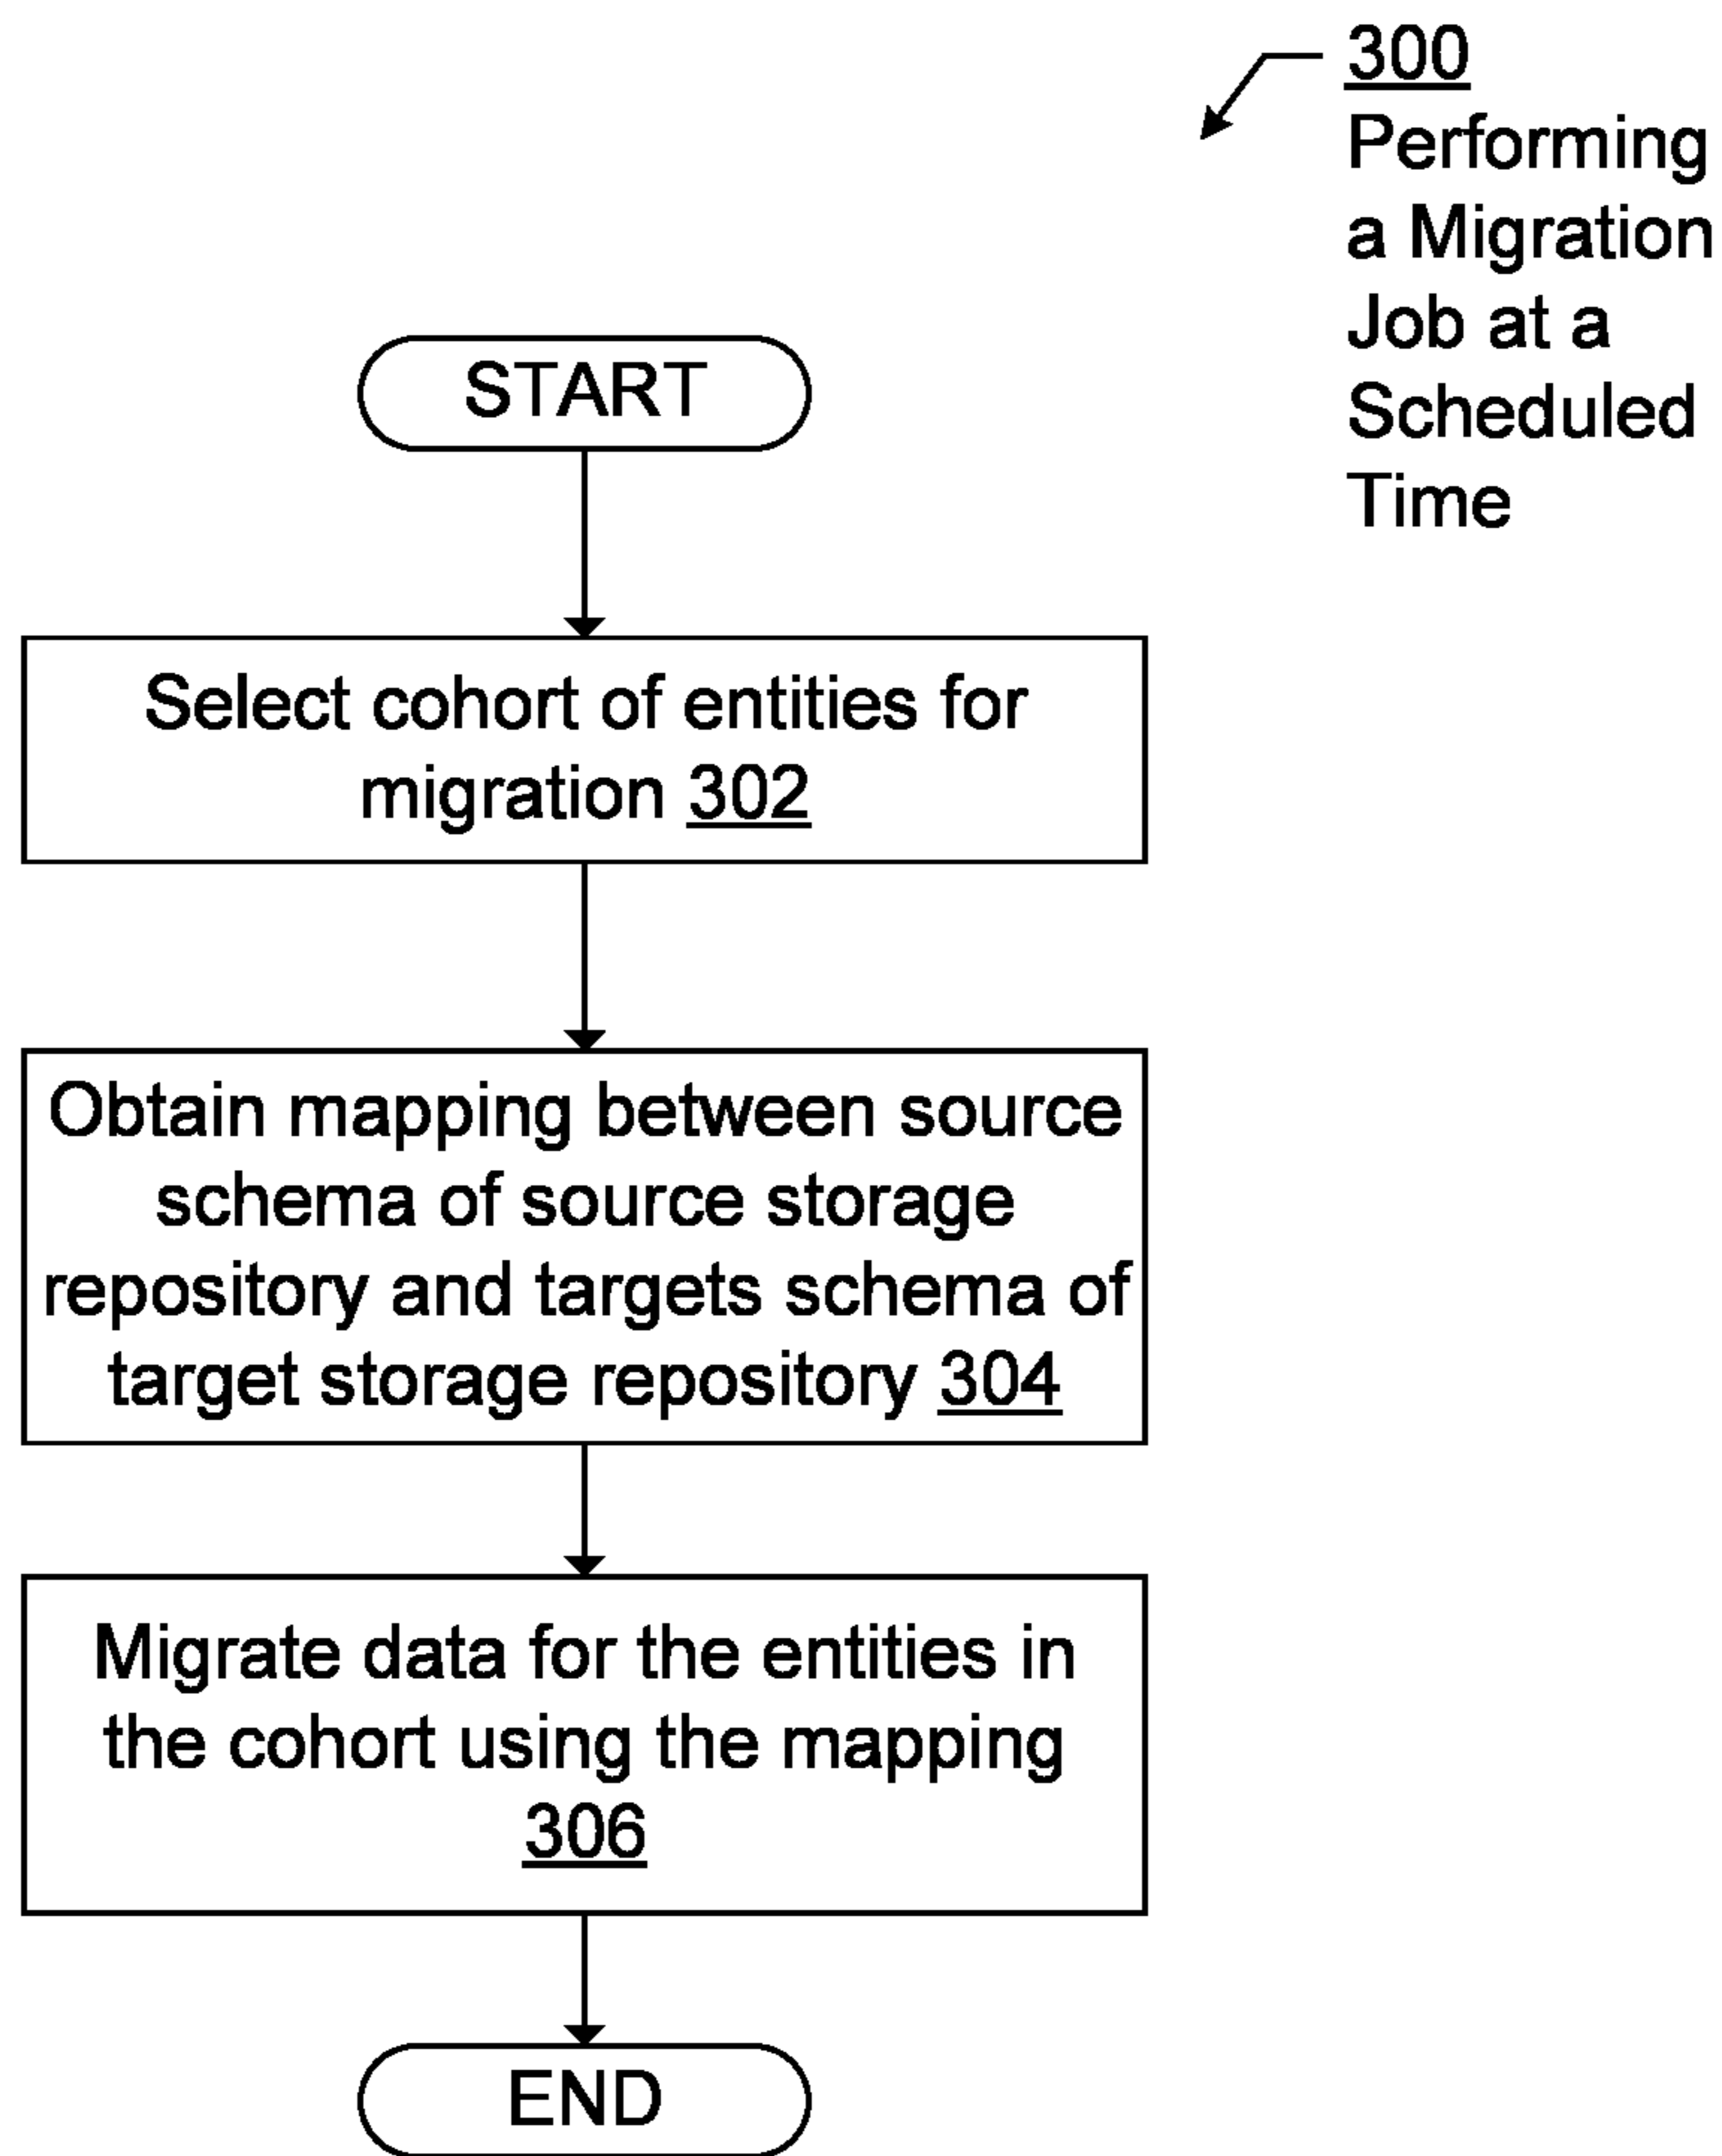 300
Performing
a Migration
Job at a
Scheduled
Time
START
Select cohort of entities for
migration 302
Obtain mapping between source
schema of source storage
repository and targets schema of
target storage repository 304
Migrate data for the entities in
the cohort using the mapping
306
END